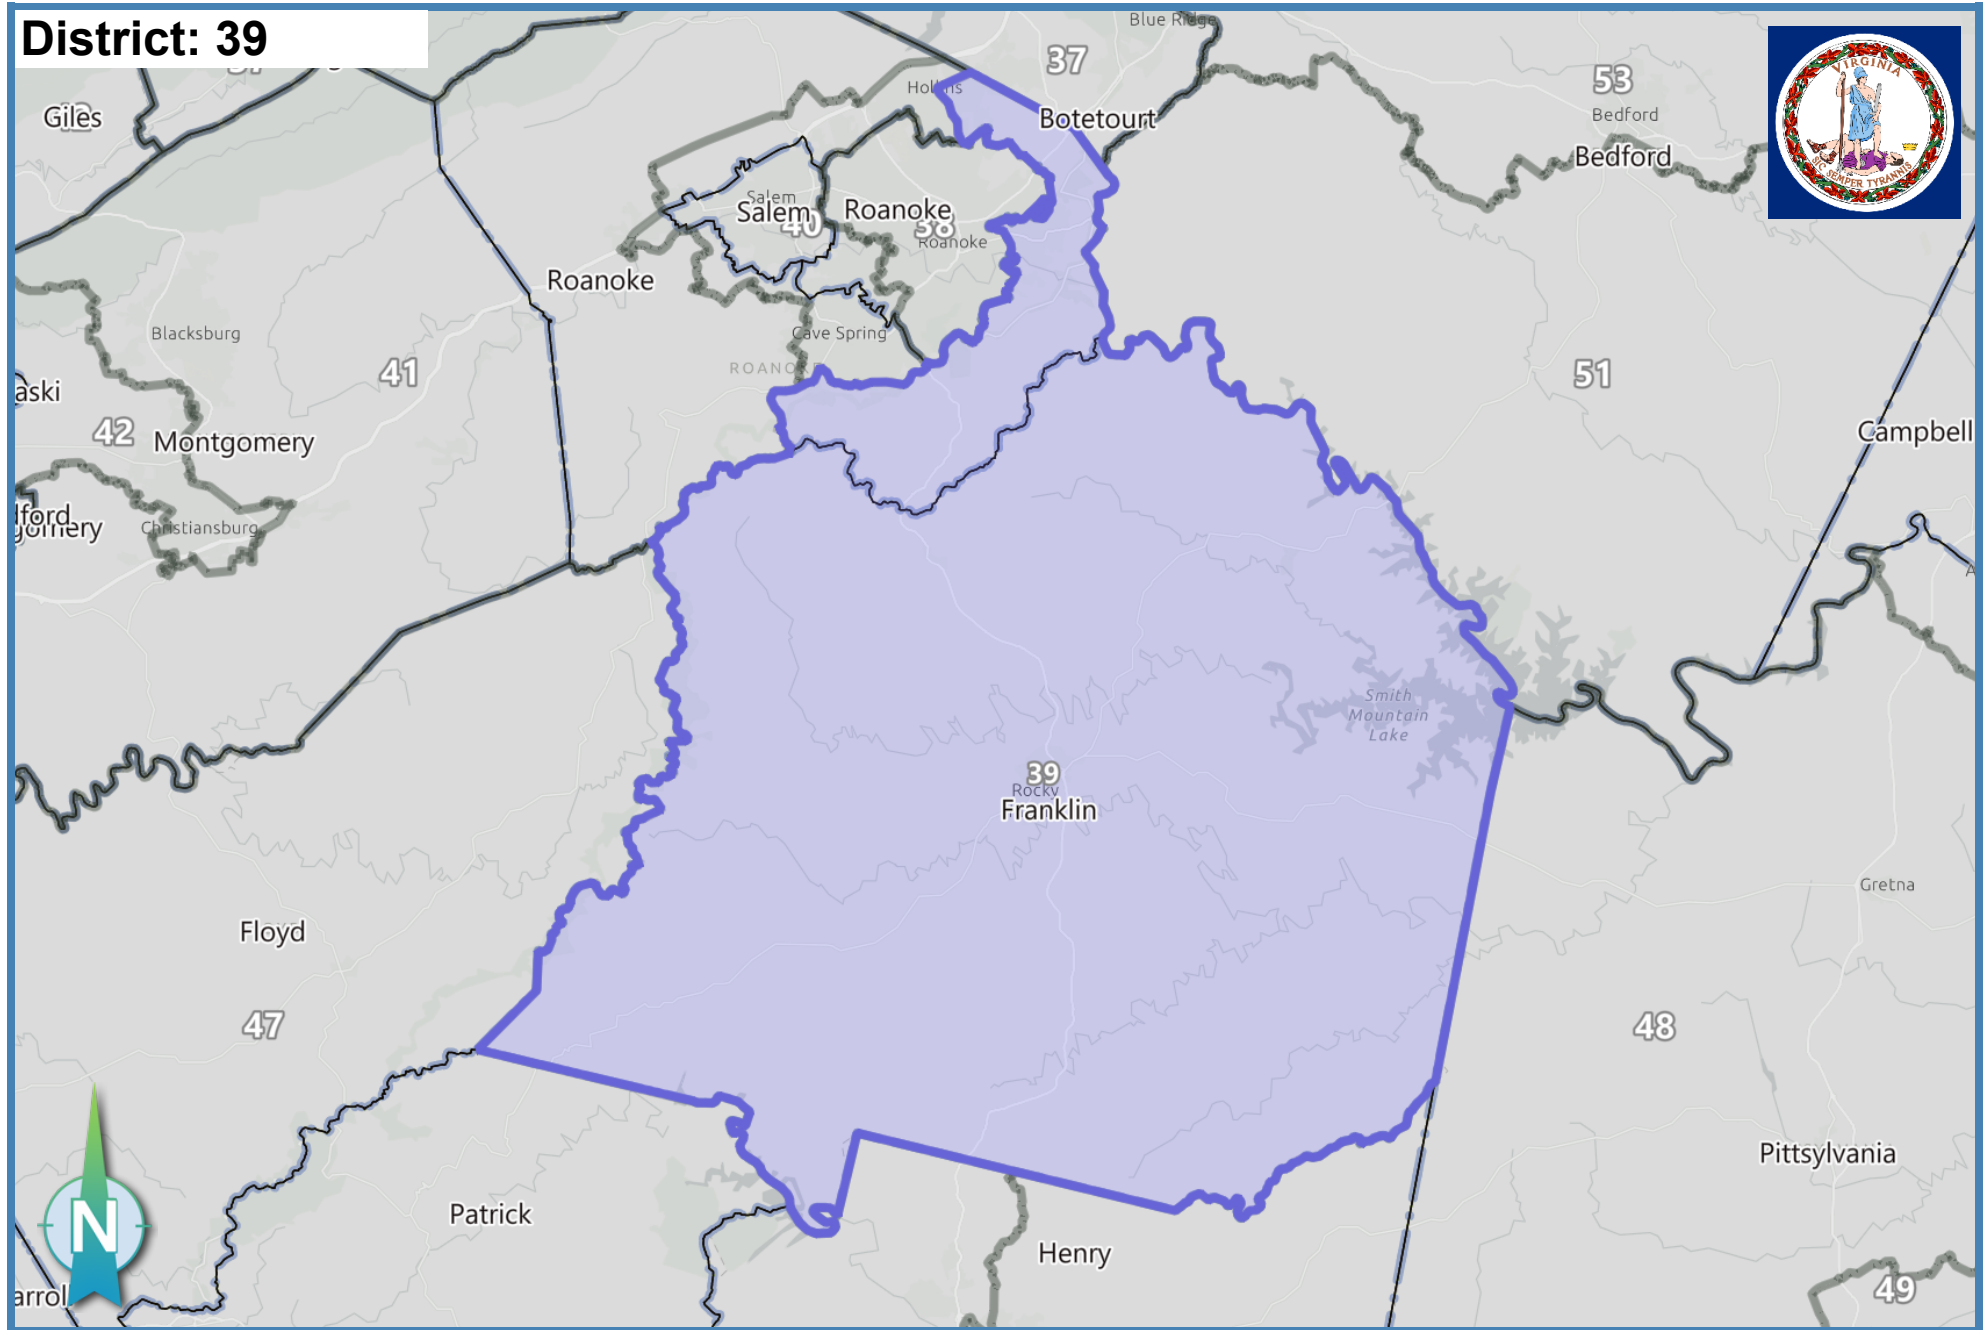 District: 39
Blue Ridge
37
53
Hollins
Giles
Botetourt
Bedford
Bedford
VIRGINIA
SIC SEMPER TYRANNIS
Salem
Salem
40
Roanoke
38
Roanoke
Roanoke
Blacksburg
Cave Spring
ROANOKE
41
51
aski
42
Montgomery
Campbell
Christiansburg
Smith
Mountain
Lake
39
Rocky
Franklin
Gretna
Floyd
47
48
Pittsylvania
Patrick
N
Henry
arroll
49